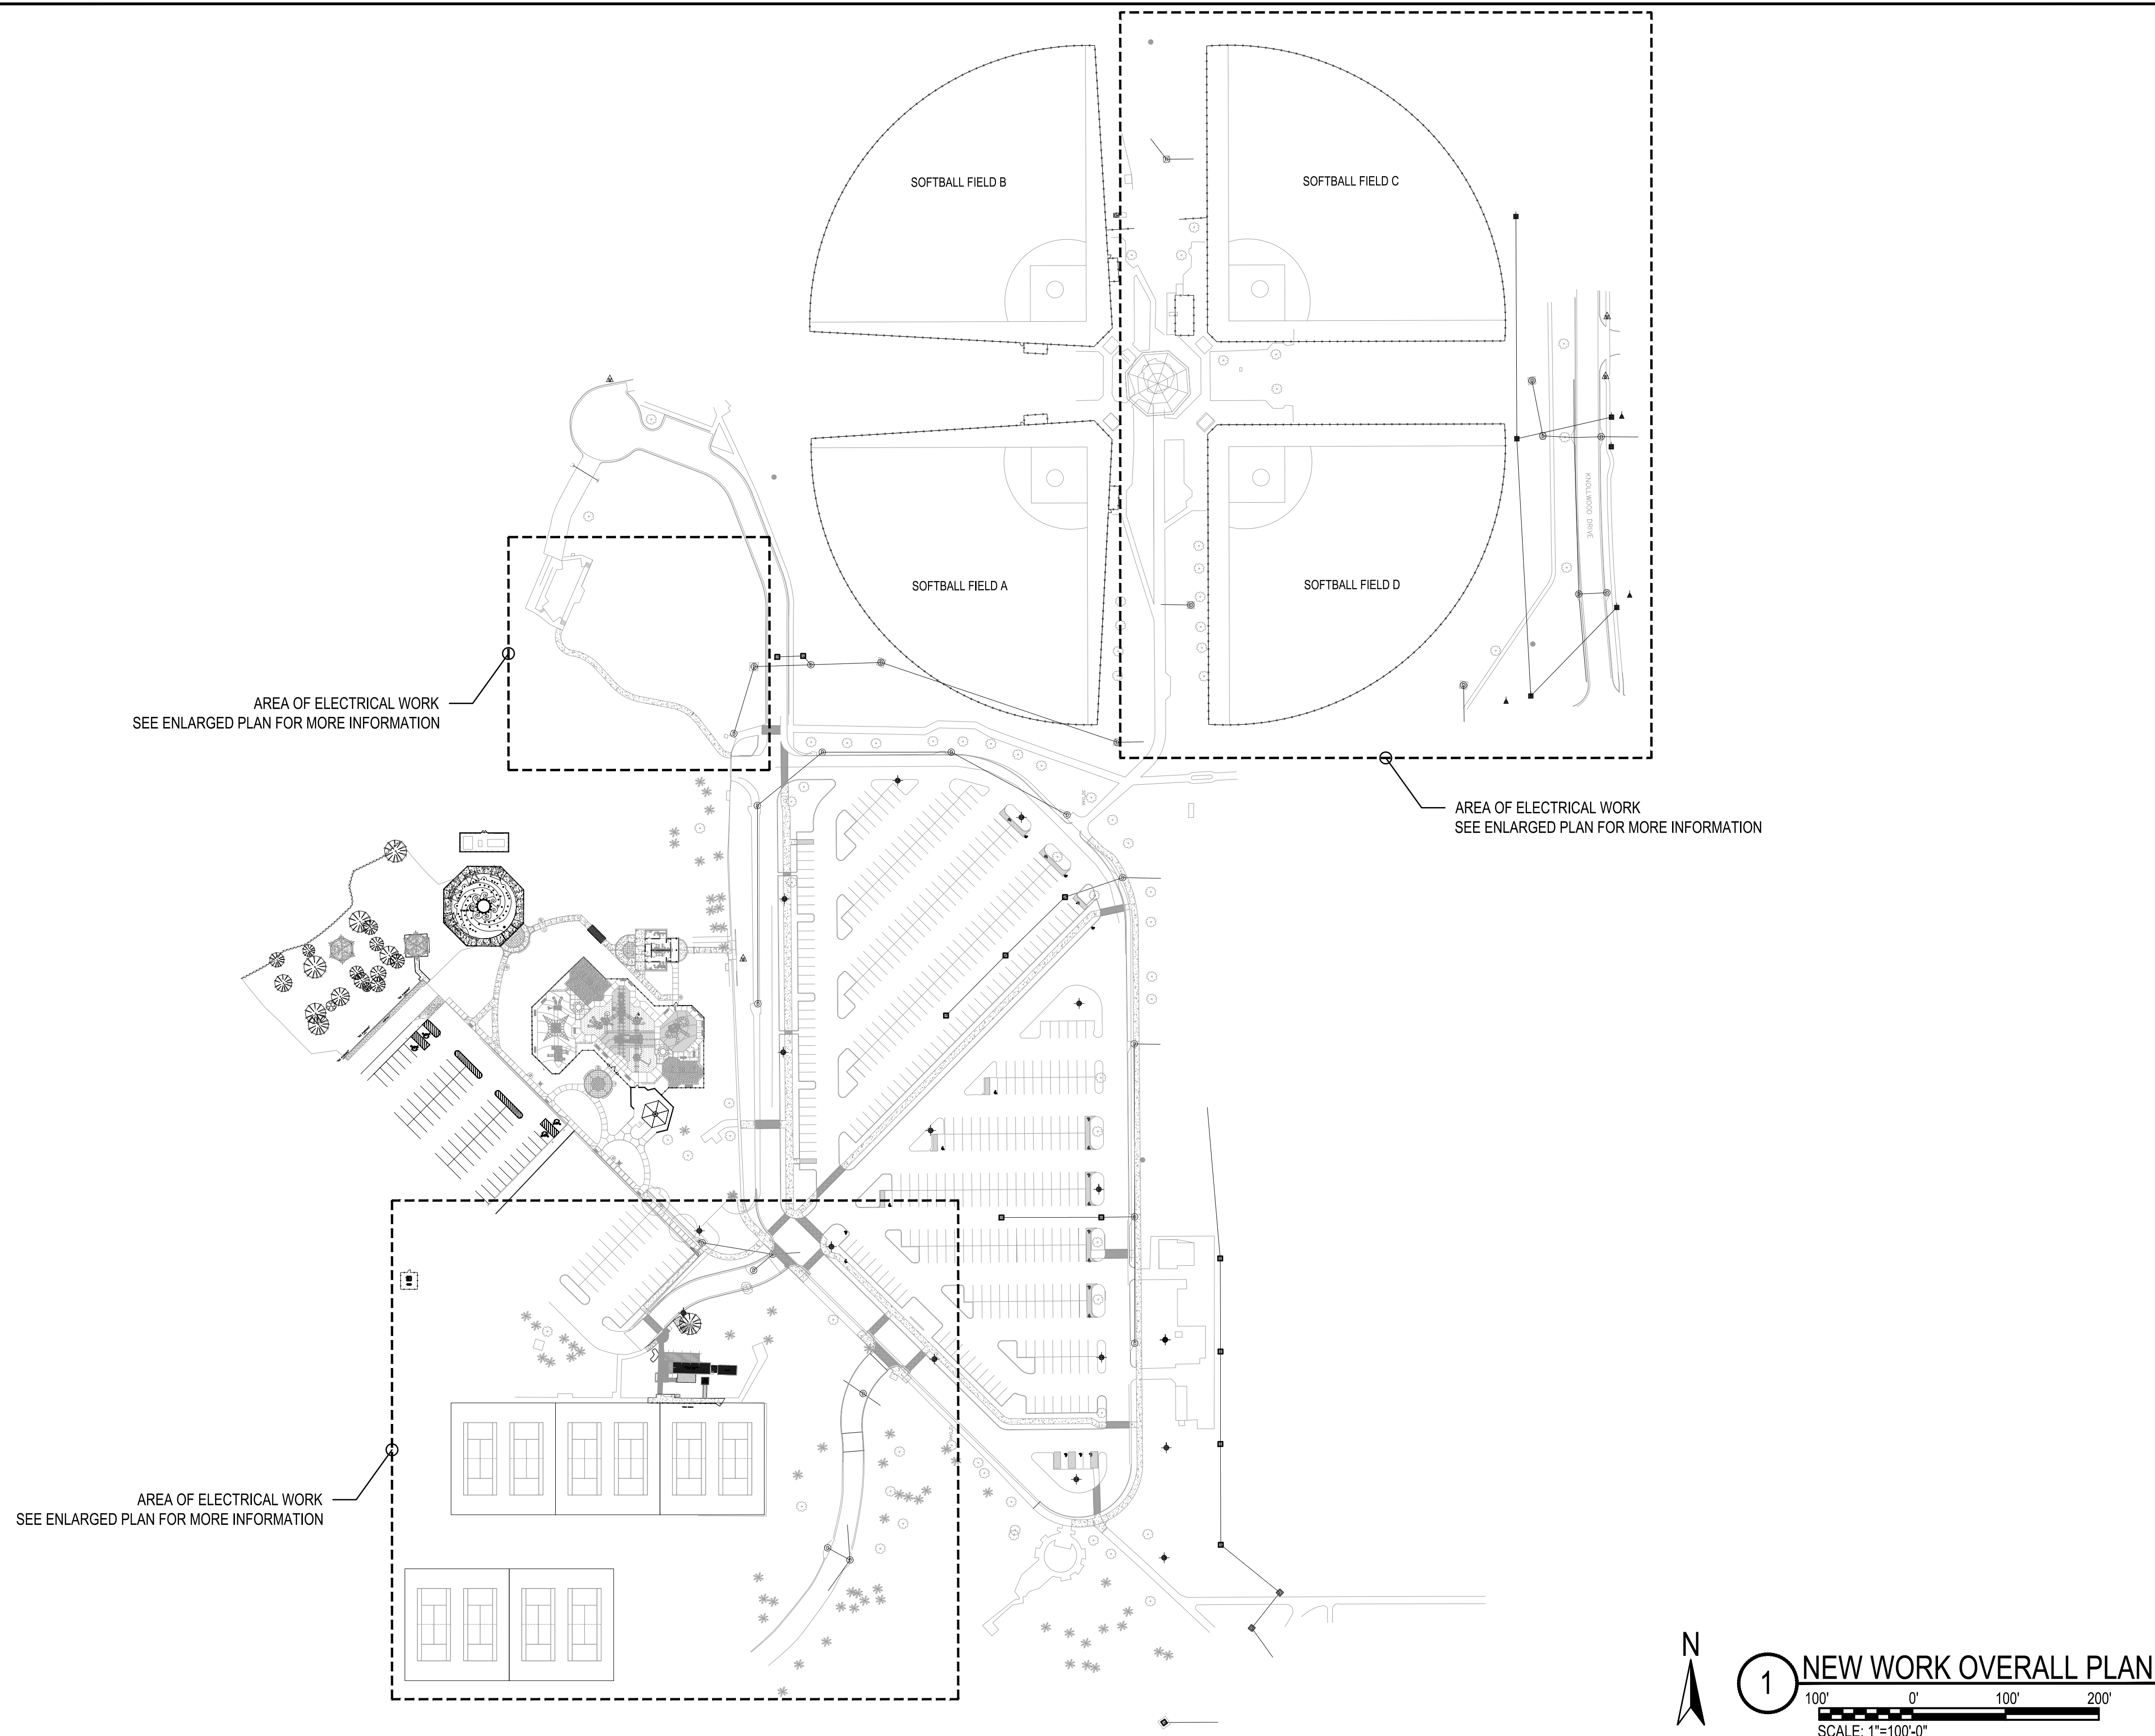 SOFTBALL FIELD B
SOFTBALL FIELD C
KNOLLWOOD DRIVE
SOFTBALL FIELD A
SOFTBALL FIELD D
AREA OF ELECTRICAL WORK
SEE ENLARGED PLAN FOR MORE INFORMATION
AREA OF ELECTRICAL WORK
SEE ENLARGED PLAN FOR MORE INFORMATION
AREA OF ELECTRICAL WORK
SEE ENLARGED PLAN FOR MORE INFORMATION
N
1
NEW WORK OVERALL PLAN
100' 0' 100' 200'
SCALE: 1"=100'-0"